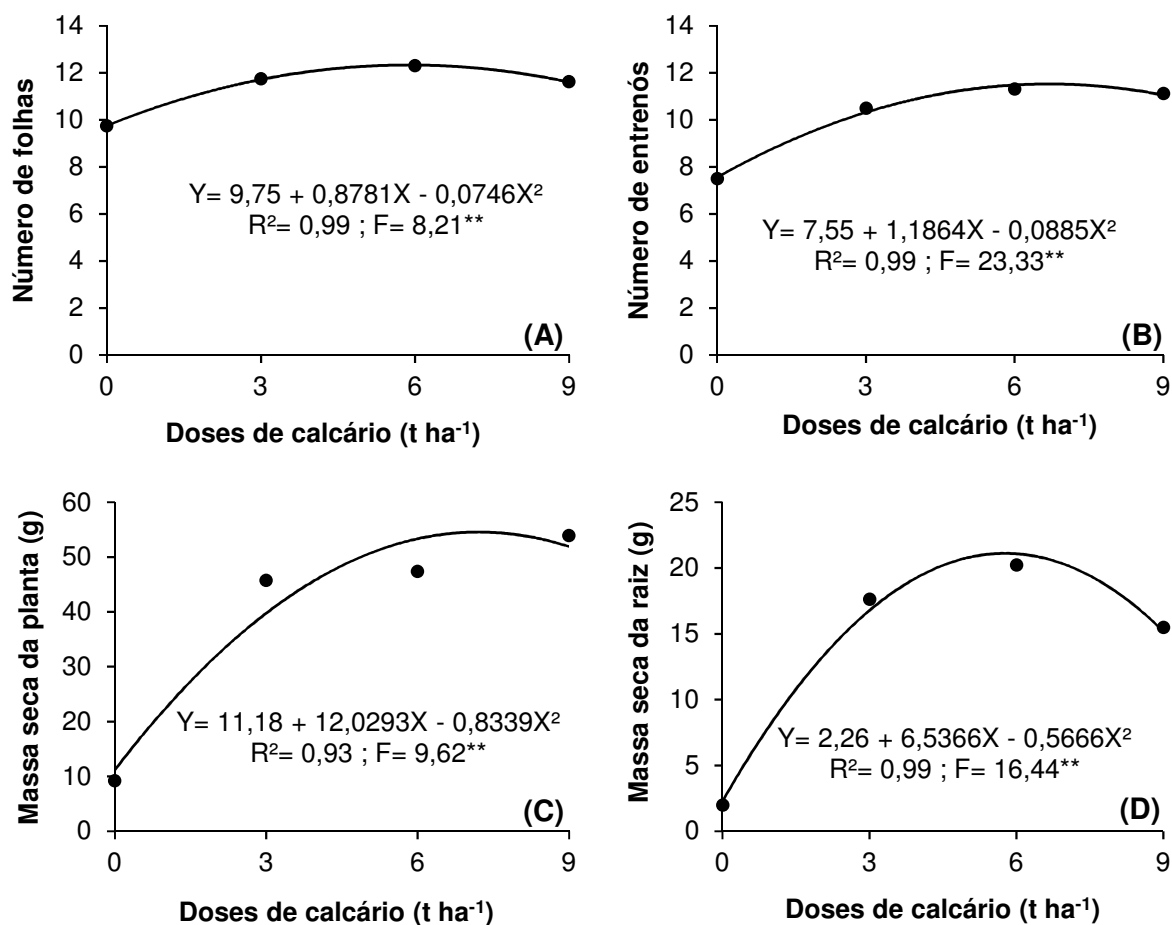 14
12
10
8
6
4
2
0
Número de folhas
Y= 9,75 + 0,8781X - 0,0746X²
R²= 0,99 ; F= 8,21**
(A)
0 3 6 9
Doses de calcário (t ha⁻¹)
14
12
10
8
6
4
2
0
Número de entrenós
Y= 7,55 + 1,1864X - 0,0885X²
R²= 0,99 ; F= 23,33**
(B)
0 3 6 9
Doses de calcário (t ha⁻¹)
60
50
40
30
20
10
0
Massa seca da planta (g)
Y= 11,18 + 12,0293X - 0,8339X²
R²= 0,93 ; F= 9,62**
(C)
0 3 6 9
Doses de calcário (t ha⁻¹)
25
20
15
10
5
0
Massa seca da raiz (g)
Y= 2,26 + 6,5366X - 0,5666X²
R²= 0,99 ; F= 16,44**
(D)
0 3 6 9
Doses de calcário (t ha⁻¹)